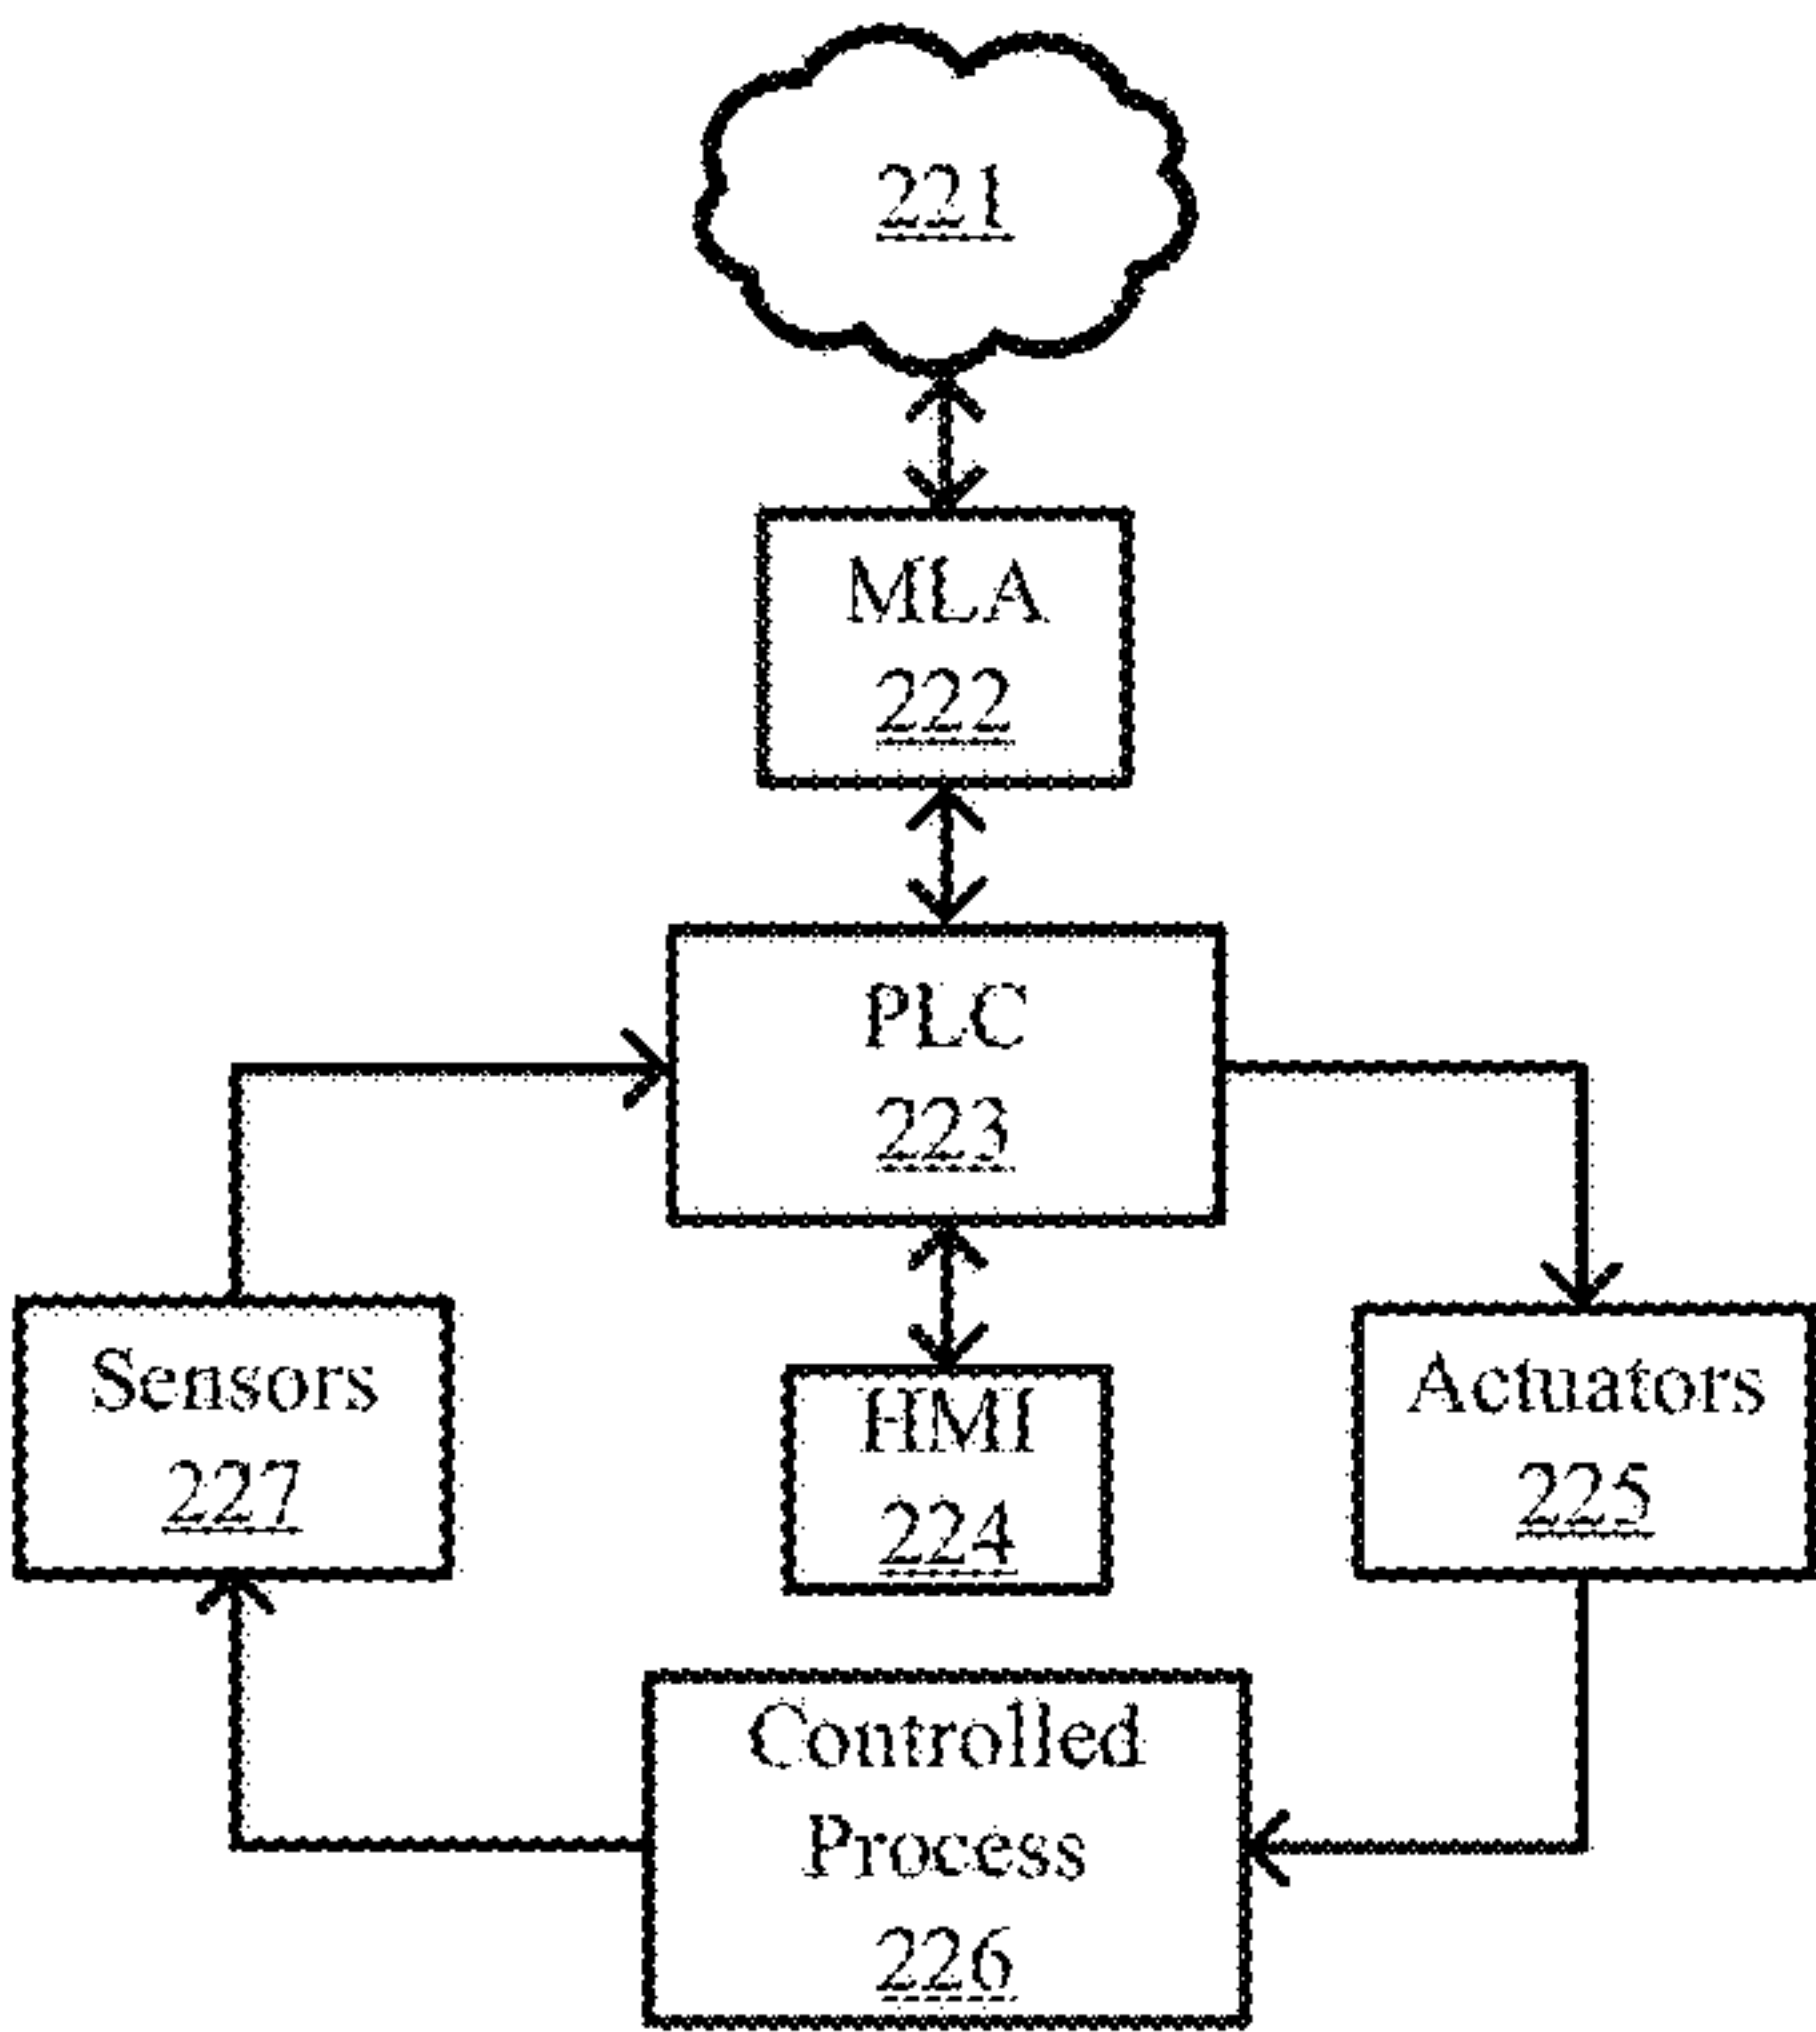 221
MLA
222
PLC
223
Sensors
227
HMI
224
Actuators
225
Controlled
Process
226